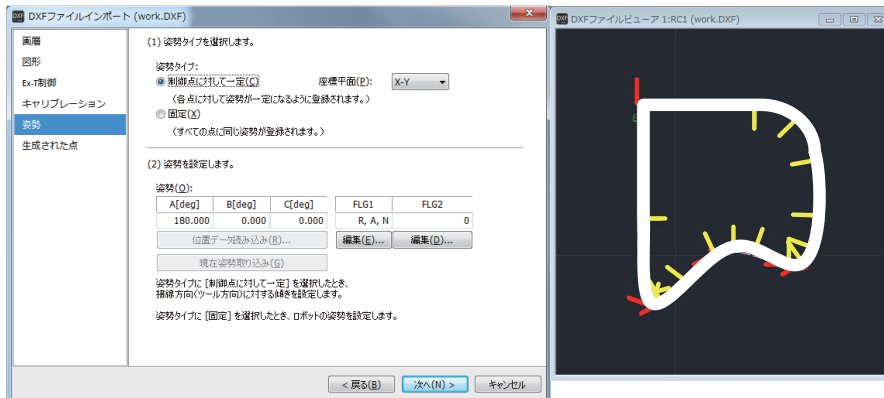 DXFファイルインポート (work.DXF)
画層
図形
Ex-T制御
キャリブレーション
姿勢
生成された点
(1) 姿勢タイプを選択します。
姿勢タイプ:
制御点に対して一定(C) 座標平面(P): X-Y
(各点に対して姿勢が一定になるように登録されます。)
固定(X)
(すべての点に同じ姿勢が登録されます。)
(2) 姿勢を設定します。
姿勢(O):
A[deg] B[deg] C[deg] FLG1 FLG2
180.000 0.000 0.000 R, A, N 0
位置データ読み込み(R)... 編集(E)... 編集(D)...
現在姿勢取り込み(G)
姿勢タイプに [制御点に対して一定] を選択したとき、
接線方向(ツール方向)に対する傾きを設定します。
姿勢タイプに [固定] を選択したとき、ロボットの姿勢を設定します。
< 戻る(B) 次へ(N) > キャンセル
DXFファイルビューア 1:RC1 (work.DXF)